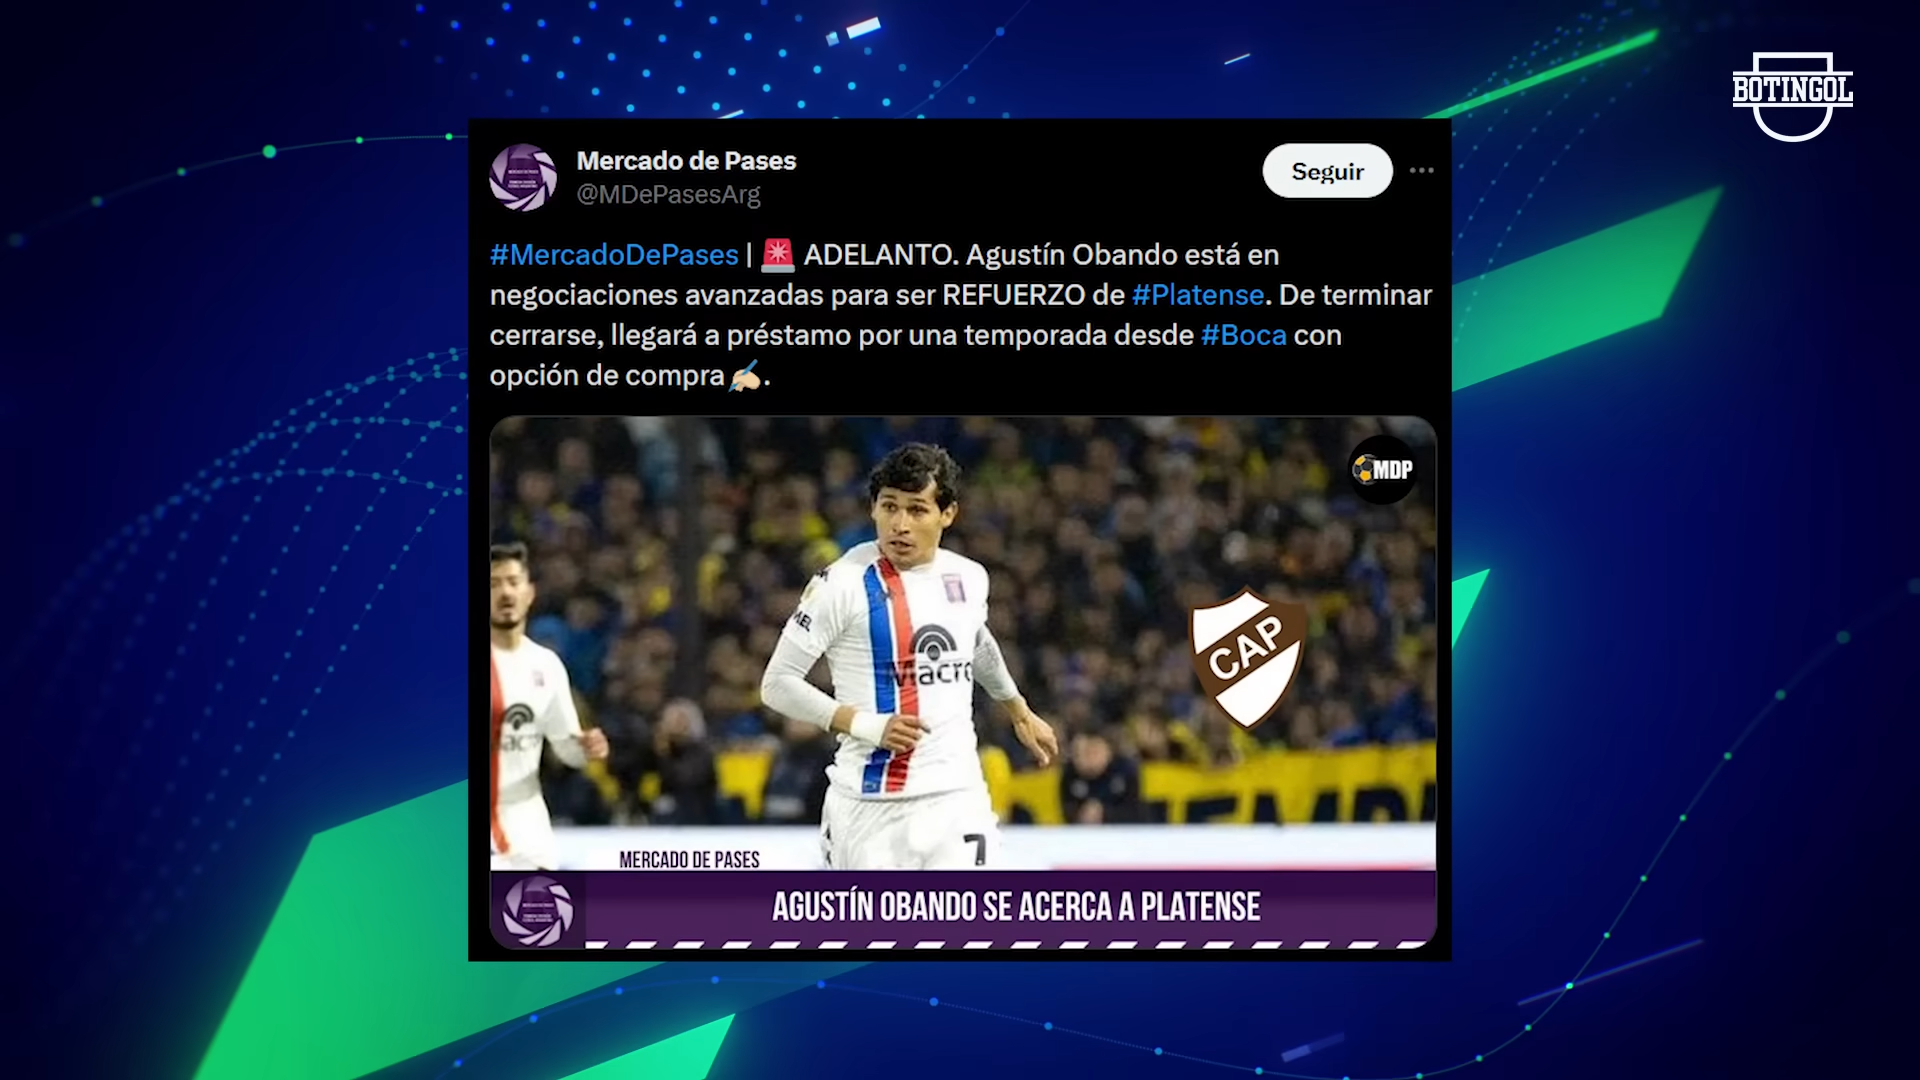 BOTINGOL
Mercado de Pases
@MDePasesArg
Seguir
#MercadoDePases | 🚨 ADELANTO. Agustín Obando está en
negociaciones avanzadas para ser REFUERZO de #Platense. De terminar
cerrarse, llegará a préstamo por una temporada desde #Boca con
opción de compra✍🏼.
MDP
CAP
Macro
7
MERCADO DE PASES
AGUSTÍN OBANDO SE ACERCA A PLATENSE